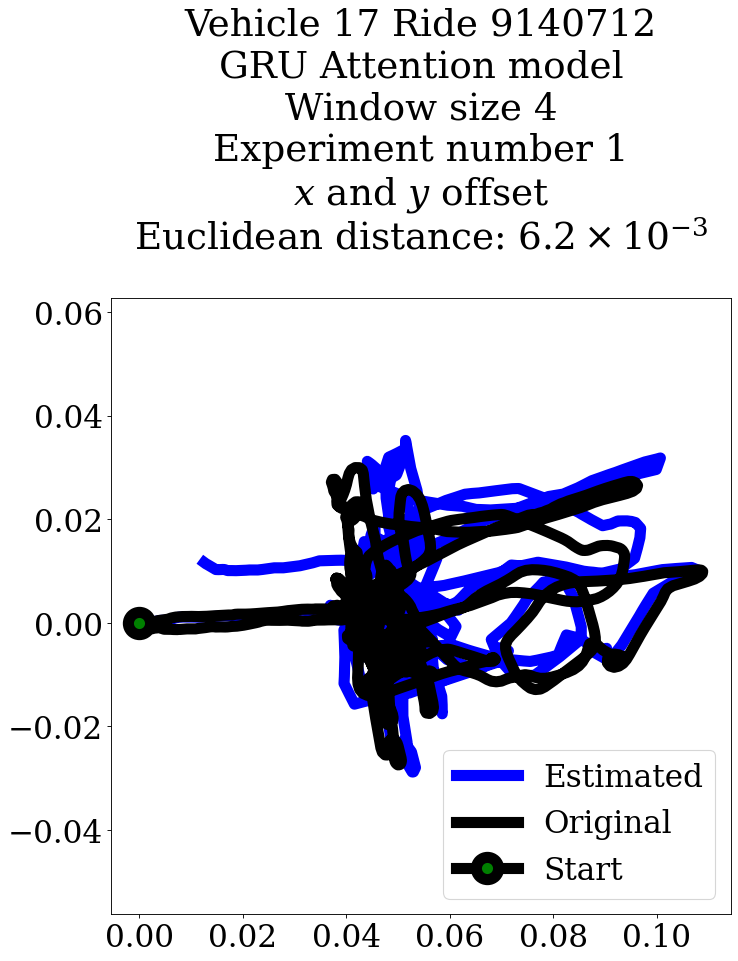 Vehicle 17 Ride 9140712
GRU Attention model
Window size 4
Experiment number 1
x and y offset
Euclidean distance: 6.2 × 10⁻³
0.06
0.04
0.02
0.00
−0.02
−0.04
Estimated
Original
Start
0.00 0.02 0.04 0.06 0.08 0.10